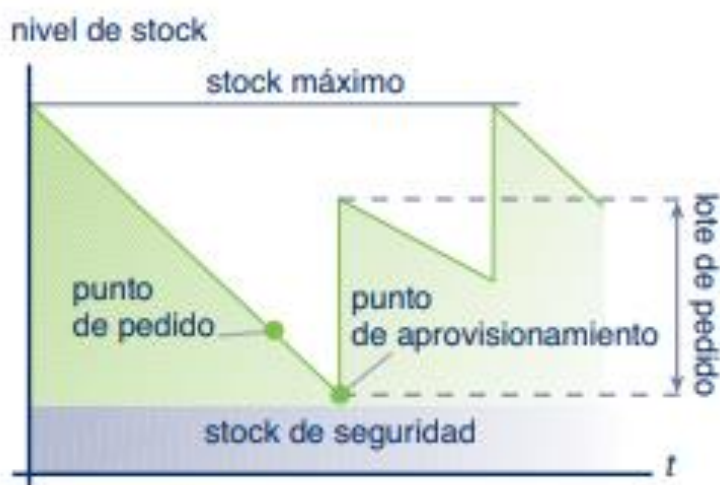 nivel de stock
stock máximo
lote de pedido
punto
de pedido
punto
de aprovisionamiento
stock de seguridad
t